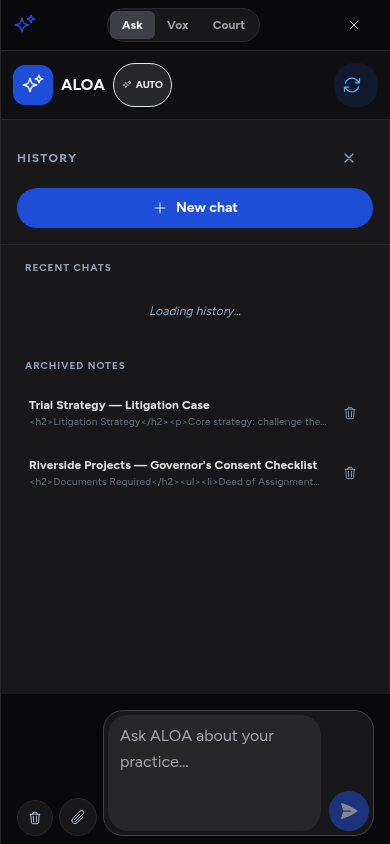 Ask Vox Court
ALOA AUTO
HISTORY
New chat
RECENT CHATS
Loading history...
ARCHIVED NOTES
Trial Strategy — Litigation Case
<h2>Litigation Strategy</h2><p>Core strategy: challenge the...
Riverside Projects — Governor's Consent Checklist
<h2>Documents Required</h2><ul><li>Deed of Assignment...
Ask ALOA about your
practice...